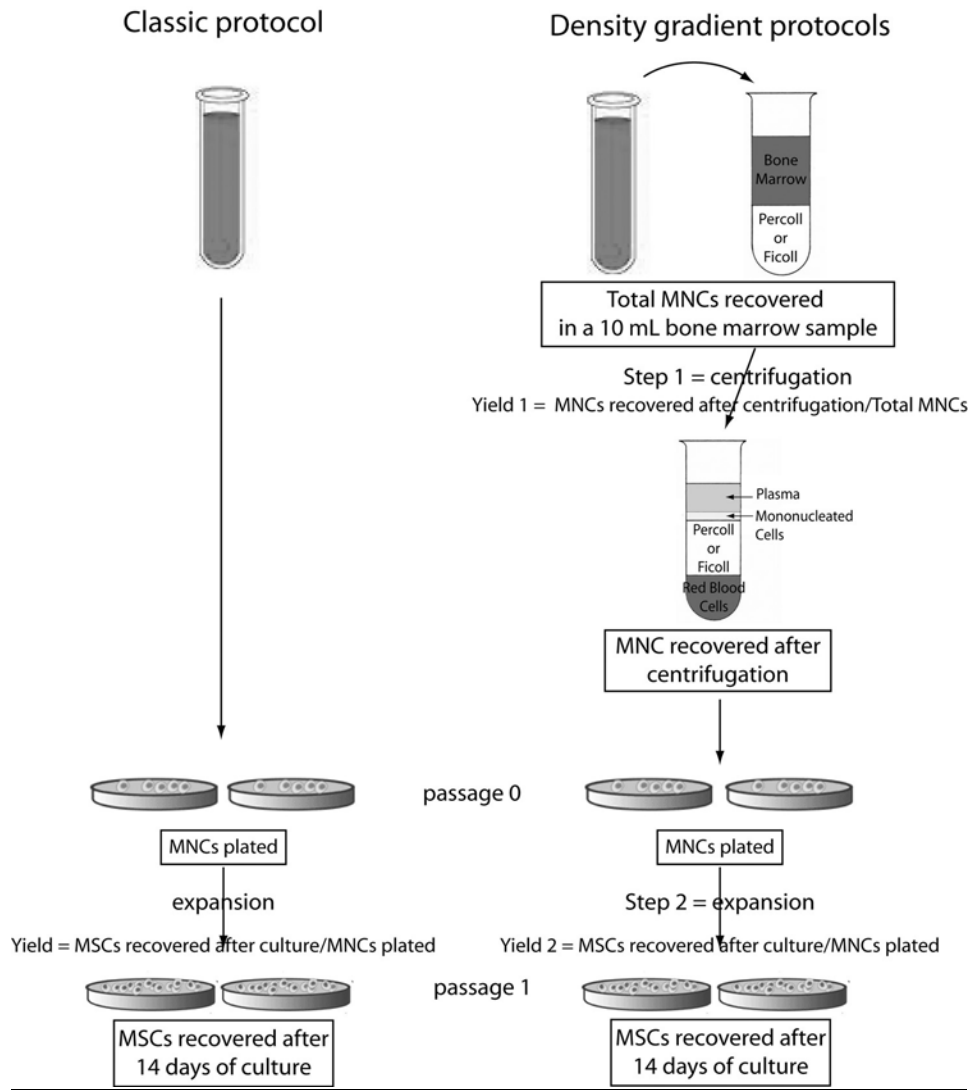 Classic protocol
Density gradient protocols
Bone
Marrow
Percoll
or
Ficoll
Total MNCs recovered
in a 10 mL bone marrow sample
Step 1 = centrifugation
Yield 1 = MNCs recovered after centrifugation/Total MNCs
Plasma
Mononucleated
Cells
Percoll
or
Ficoll
Red Blood
Cells
MNC recovered after
centrifugation
passage 0
MNCs plated
MNCs plated
expansion
Step 2 = expansion
Yield = MSCs recovered after culture/MNCs plated
Yield 2 = MSCs recovered after culture/MNCs plated
passage 1
MSCs recovered after
14 days of culture
MSCs recovered after
14 days of culture